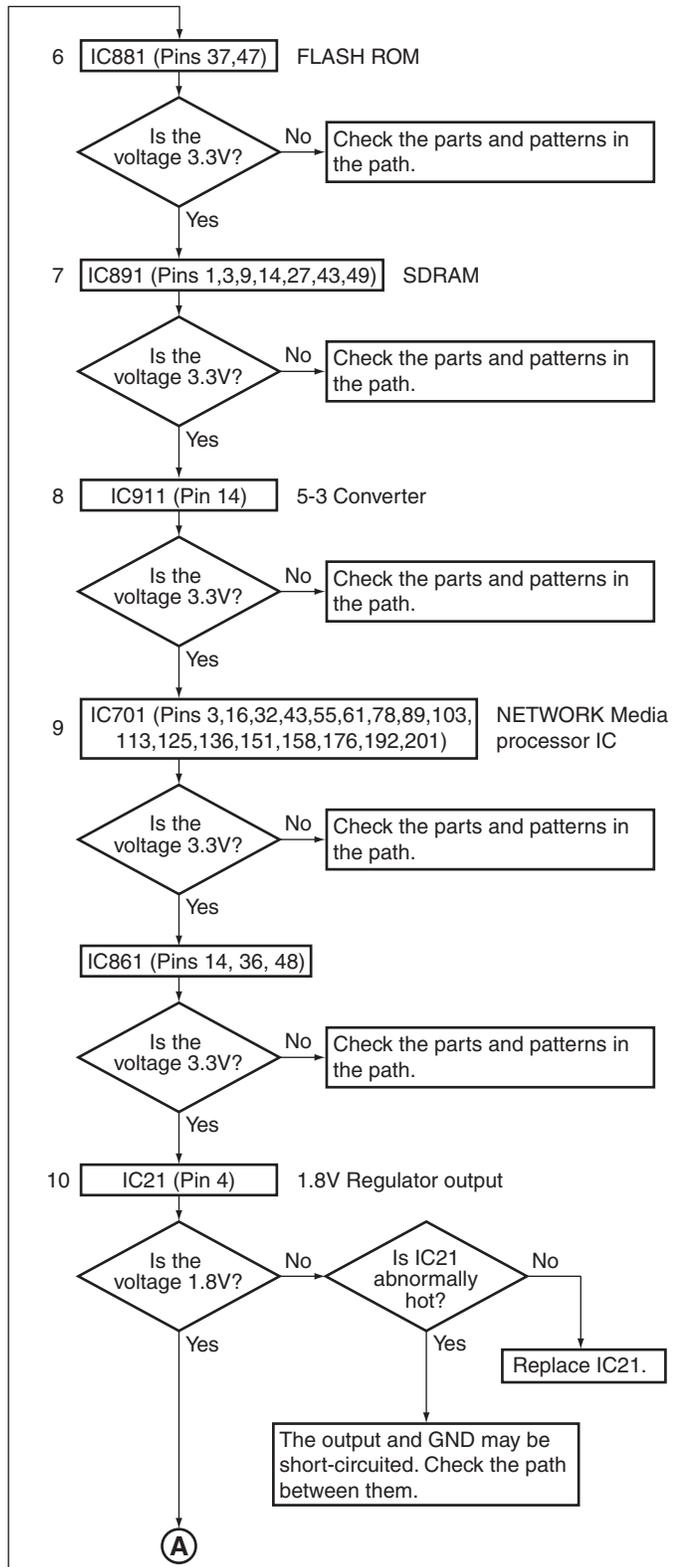 6 IC881 (Pins 37,47) FLASH ROM
Is the
voltage 3.3V?
No
Check the parts and patterns in
the path.
Yes
7 IC891 (Pins 1,3,9,14,27,43,49) SDRAM
Is the
voltage 3.3V?
No
Check the parts and patterns in
the path.
Yes
8 IC911 (Pin 14) 5-3 Converter
Is the
voltage 3.3V?
No
Check the parts and patterns in
the path.
Yes
9 IC701 (Pins 3,16,32,43,55,61,78,89,103,
113,125,136,151,158,176,192,201)
NETWORK Media
processor IC
Is the
voltage 3.3V?
No
Check the parts and patterns in
the path.
Yes
IC861 (Pins 14, 36, 48)
Is the
voltage 3.3V?
No
Check the parts and patterns in
the path.
Yes
10 IC21 (Pin 4) 1.8V Regulator output
Is the
voltage 1.8V?
No
Is IC21
abnormally
hot?
No
Replace IC21.
Yes
Yes
The output and GND may be
short-circuited. Check the path
between them.
A